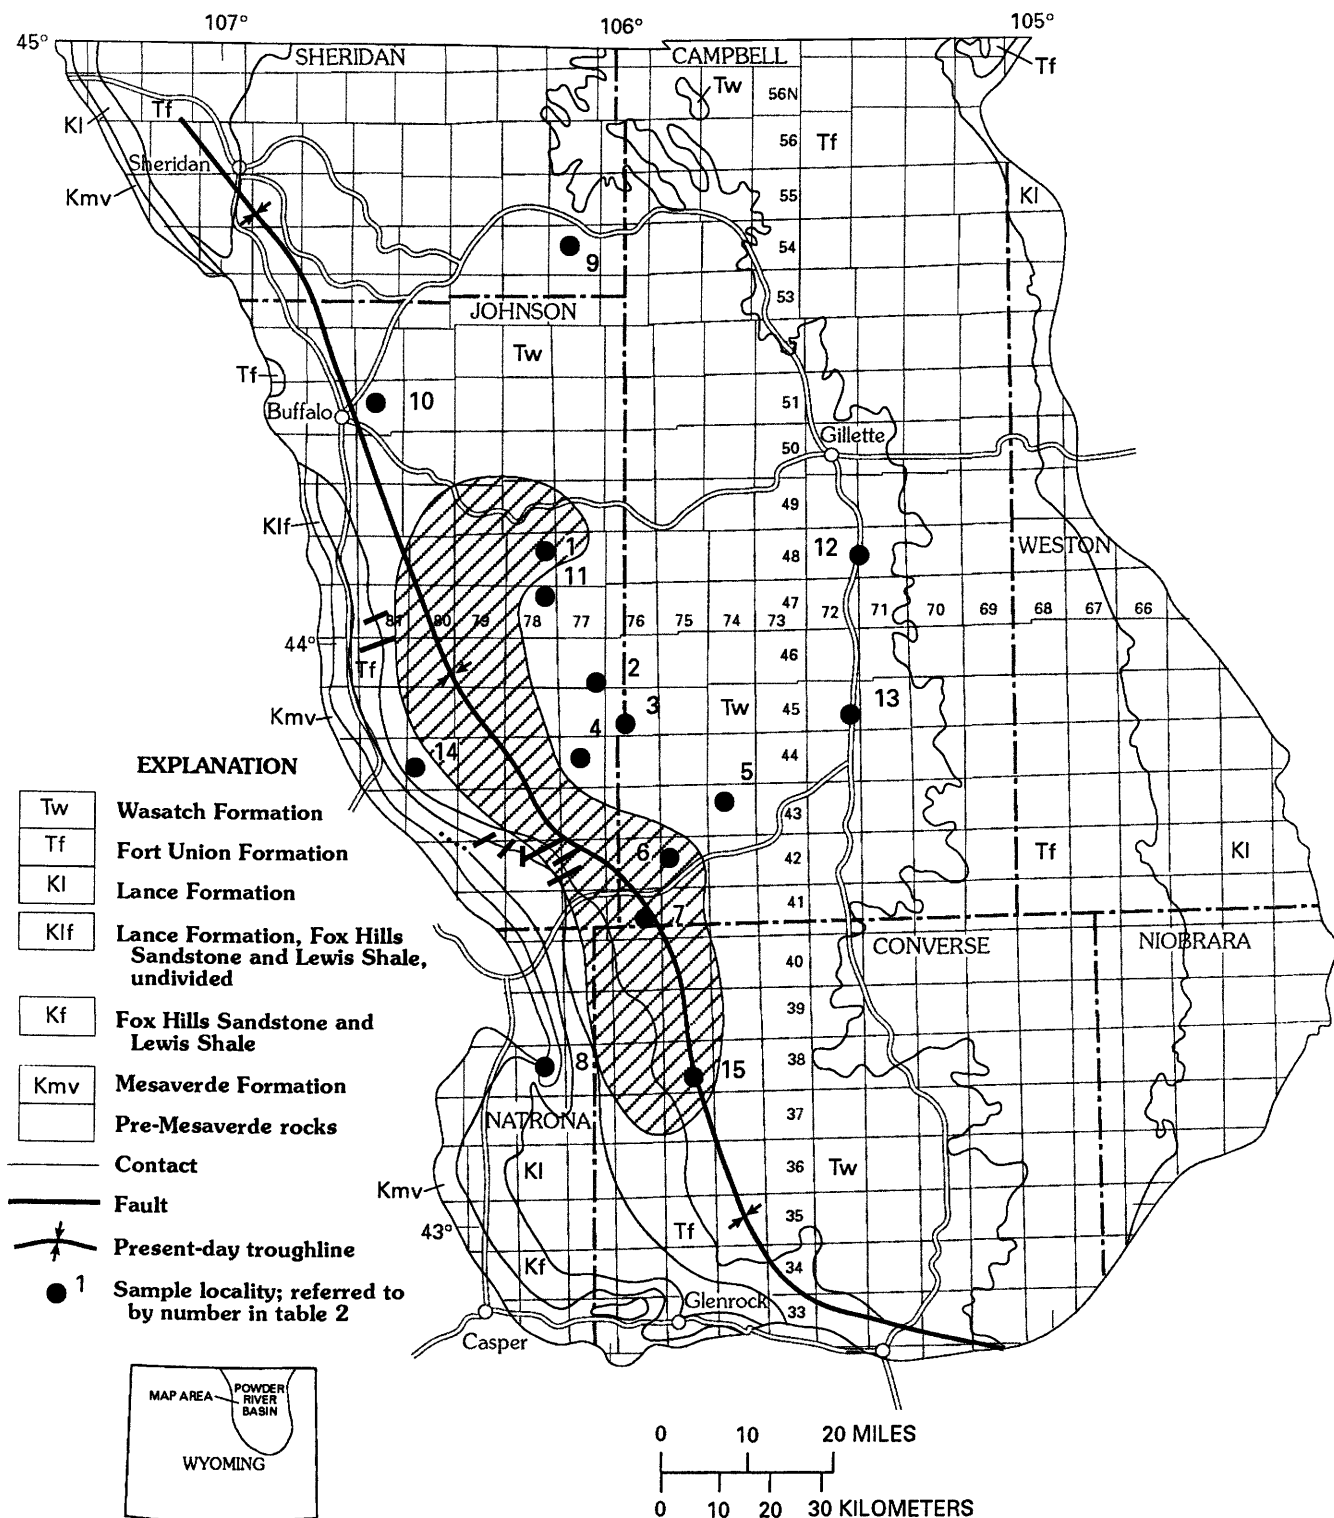 107°
106°
105°
45°
SHERIDAN
CAMPBELL
Tf
Tw
56N
Tf
Kl
56
Tf
Sheridan
Kmv
55
Kl
54
9
53
JOHNSON
Tw
Tf
51
Buffalo
10
Gillette
50
49
Klf
1
12
48
WESTON
11
47
81 80 79 78 77 76 75 74 73 72 71 70 69 68 67 66
44°
46
Tf
2
Kmv
3
Tw
45
13
4
14
44
5
43
6
42
Tf
Kl
41
7
CONVERSE
NIOBRARA
40
39
8
38
15
NATRONA
37
Kl
36
Tw
Kmv
35
43°
Tf
Kf
34
Glenrock
33
Casper
EXPLANATION
Tw Wasatch Formation
Tf Fort Union Formation
Kl Lance Formation
Klf Lance Formation, Fox Hills
Sandstone and Lewis Shale,
undivided
Kf Fox Hills Sandstone and
Lewis Shale
Kmv Mesaverde Formation
Pre-Mesaverde rocks
Contact
Fault
Present-day troughline
1 Sample locality; referred to
by number in table 2
MAP AREA
POWDER
RIVER
BASIN
WYOMING
0 10 20 MILES
0 10 20 30 KILOMETERS